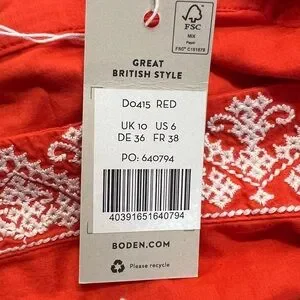 FSC
MIX
Paper
FSC® C151678
GREAT
BRITISH STYLE
D0415 RED
UK 10 US 6
DE 36 FR 38
PO: 640794
40391651640794
BODEN.COM
Please recycle